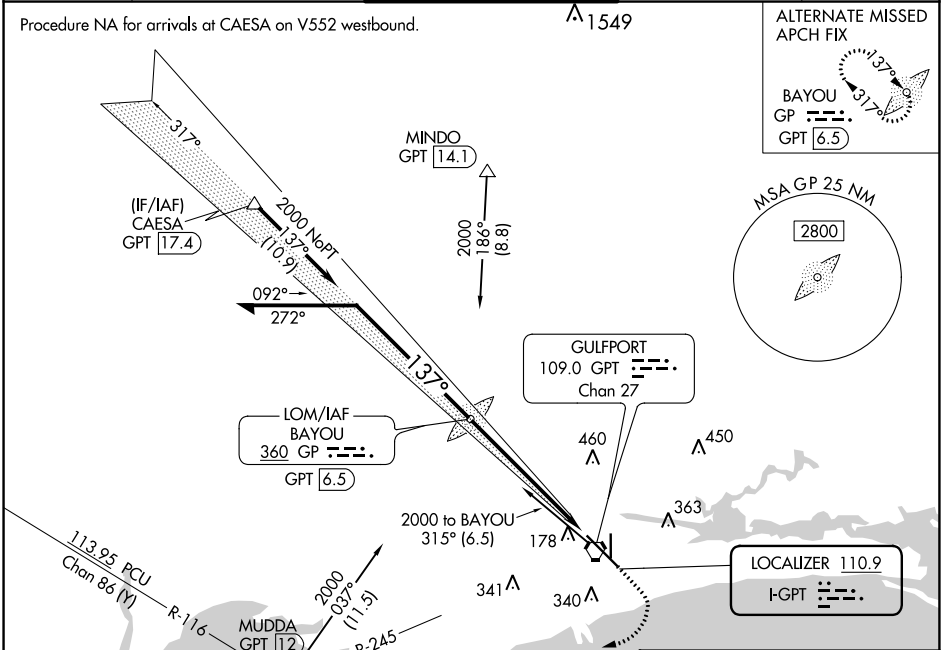 Procedure NA for arrivals at CAESA on V552 westbound.
1549
ALTERNATE MISSED
APCH FIX
137°
317°
BAYOU
GP
GPT 6.5
317°
MINDO
GPT 14.1
2000
186°
(8.8)
(IF/IAF)
CAESA
GPT 17.4
2000 NoPT
137°
(10.9)
MSA GP 25 NM
2800
092°
272°
137°
GULFPORT
109.0 GPT
Chan 27
LOM/IAF
BAYOU
360 GP
GPT 6.5
460
450
363
2000 to BAYOU
315° (6.5)
178
113.95 PCU
Chan 86 (Y)
R-116
LOCALIZER 110.9
I-GPT
341
340
2000
037°
(11.5)
MUDDA
GPT 12
R-245